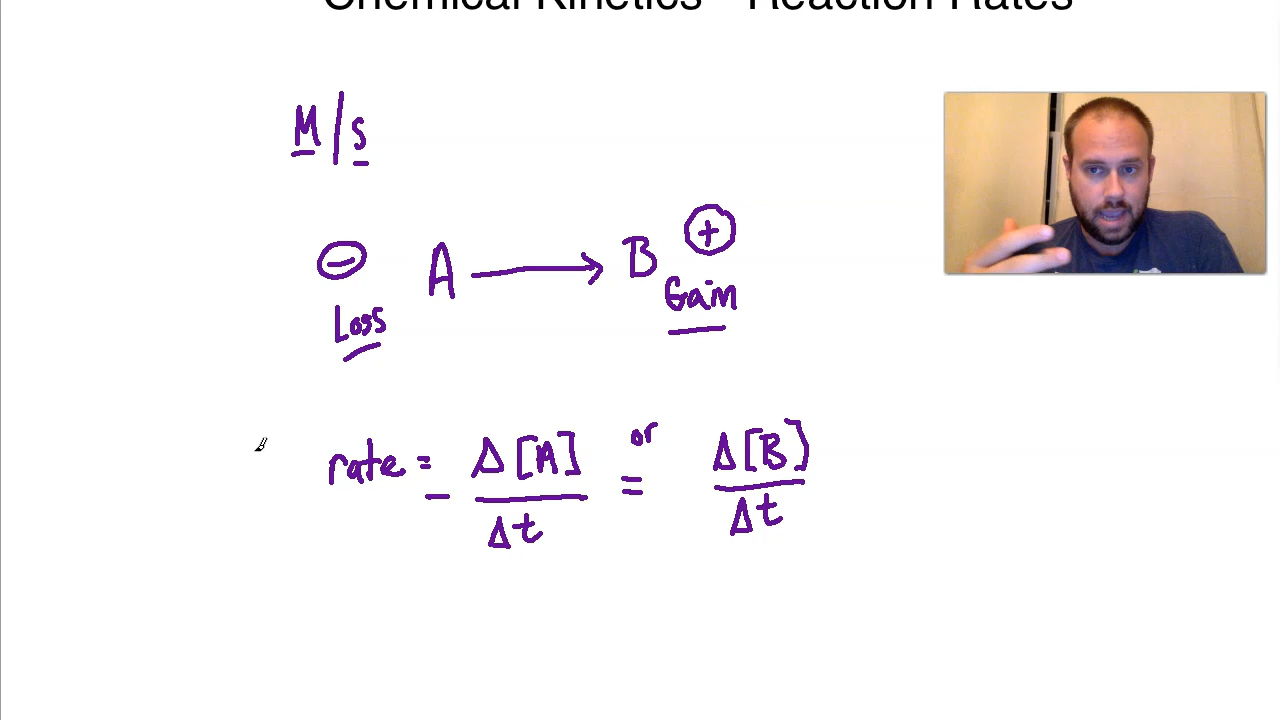 Chemical Kinetics - Reaction Rates
M/s
⊖ A → B ⊕
Loss Gain
rate = - Δ[A]/Δt or = Δ[B]/Δt